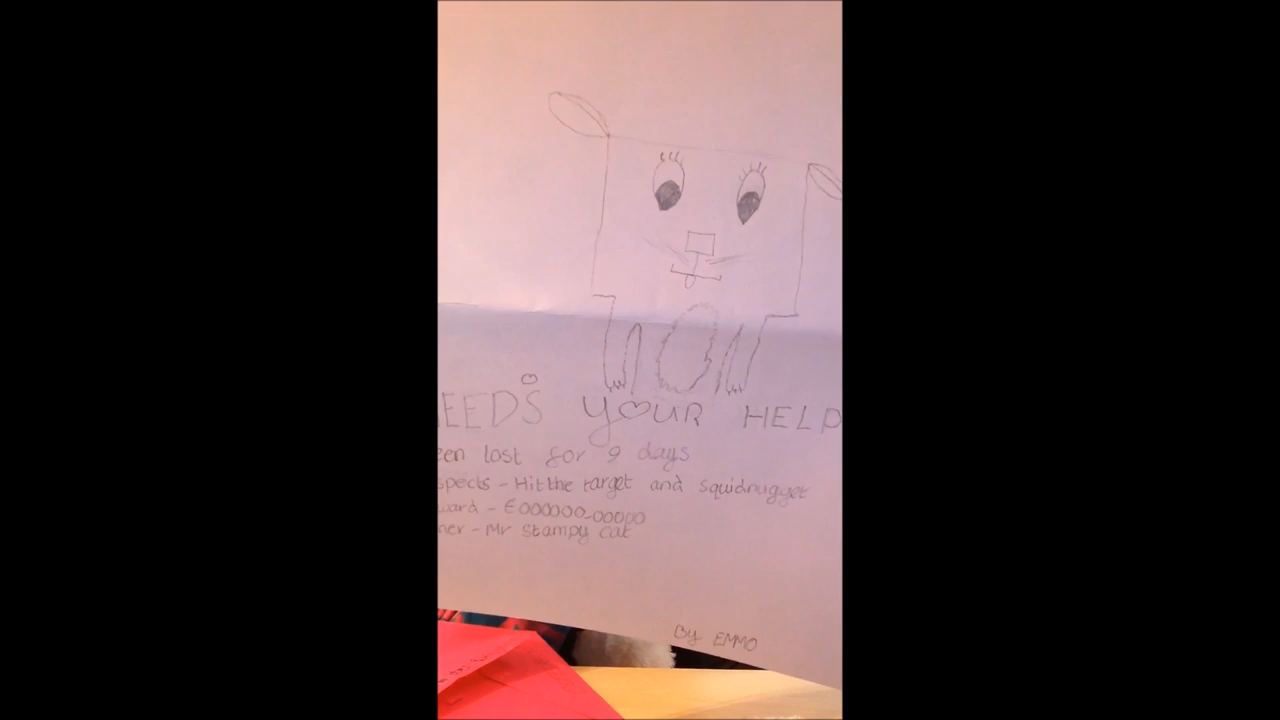 EEDS YOUR HELP
een lost for 9 days
spects - Hit the target and squidnugget
ward - £000000.00000
ner - Mr Stampy cat
By EMMO